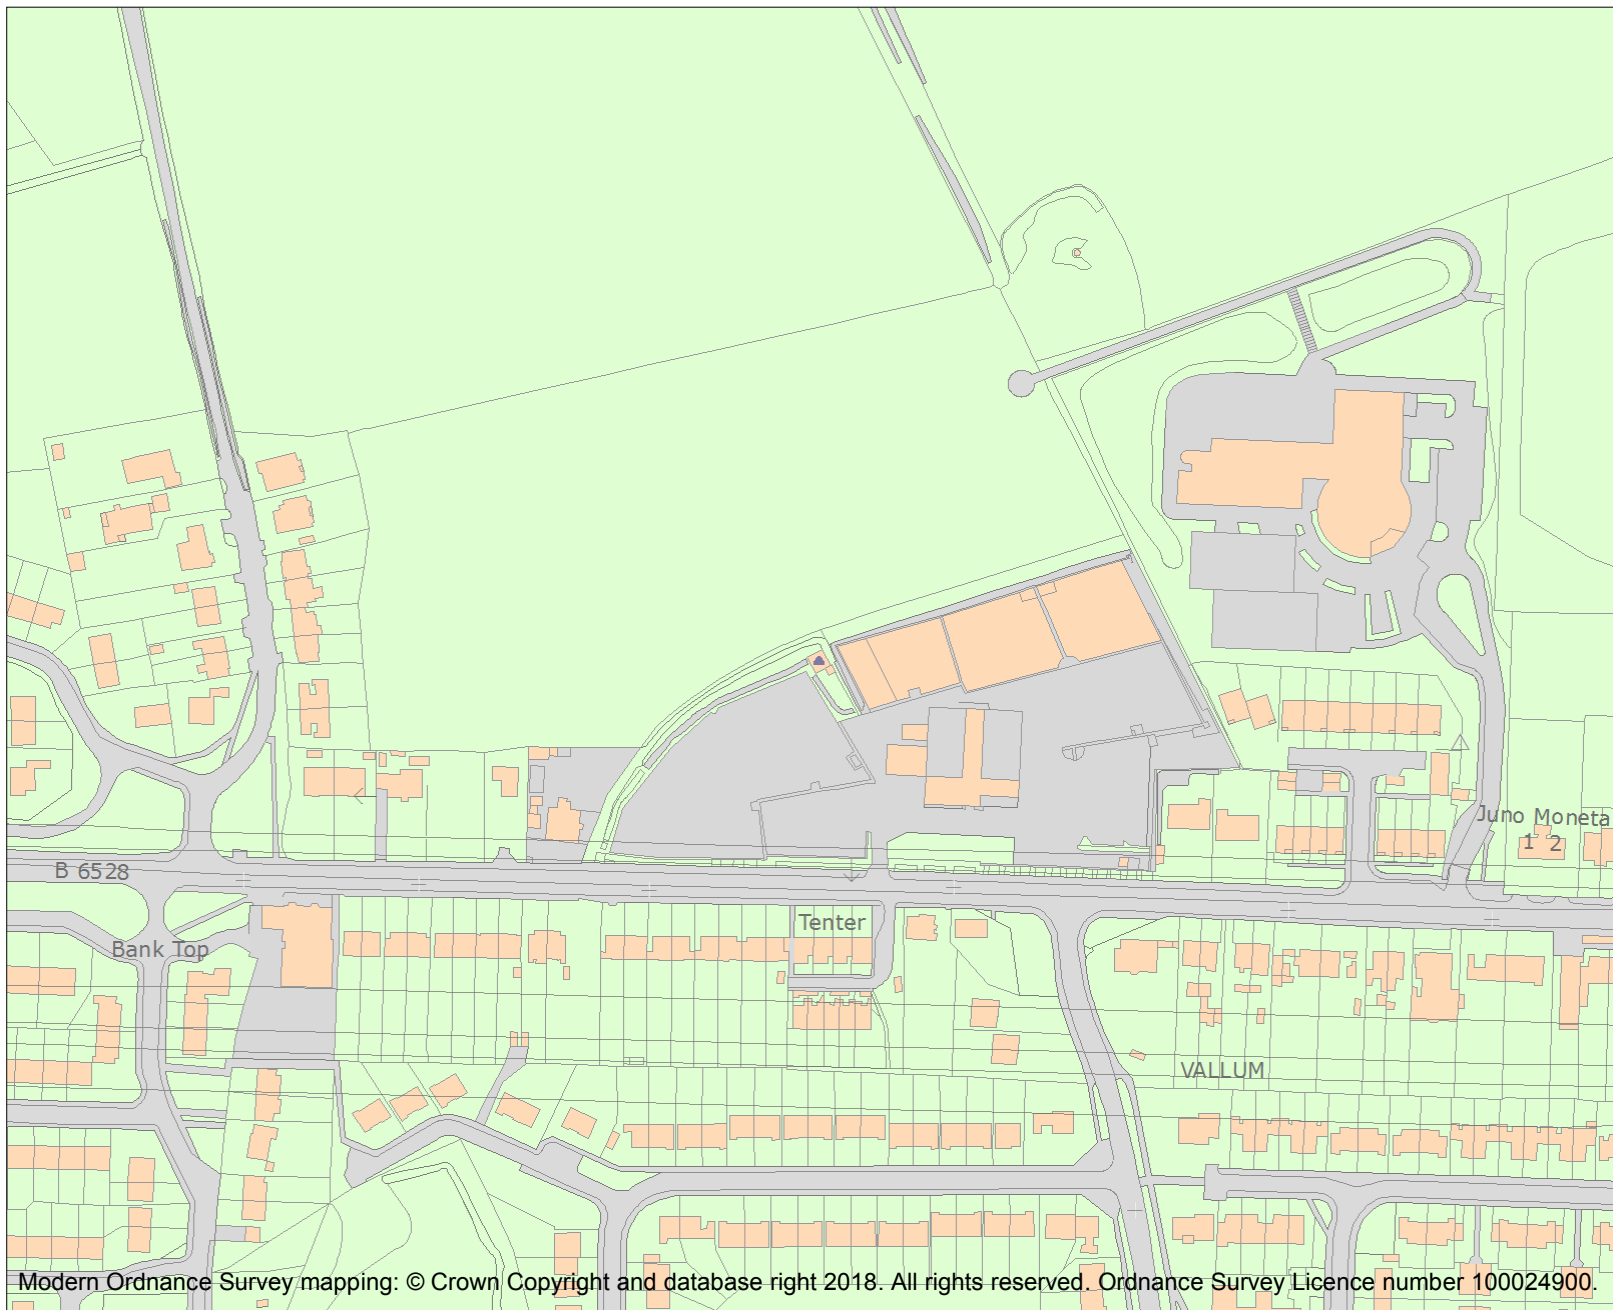 Juno Moneta
1 2
B 6528
Tenter
Bank Top
VALLUM
Modern Ordnance Survey mapping: © Crown Copyright and database right 2018. All rights reserved. Ordnance Survey Licence number 100024900.